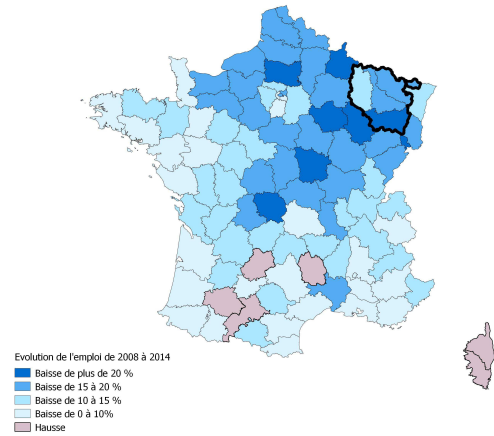 Evolution de l'emploi de 2008 à 2014
Baisse de plus de 20 %
Baisse de 15 à 20 %
Baisse de 10 à 15 %
Baisse de 0 à 10%
Hausse